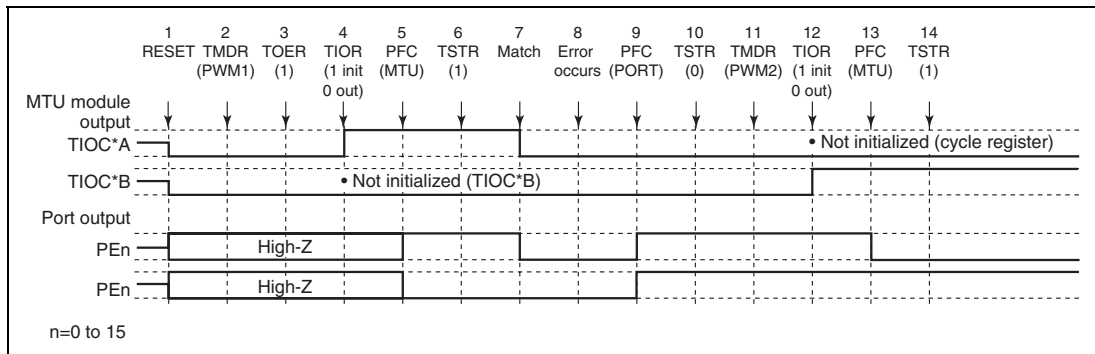 1 2 3 4 5 6 7 8 9 10 11 12 13 14
RESET TMDR TOER TIOR PFC TSTR Match Error PFC TSTR TMDR TIOR PFC TSTR
(PWM1) (1) (1 init (MTU) (1) occurs (PORT) (0) (PWM2) (1 init (MTU) (1)
0 out) 0 out)
MTU module
output
TIOC*A
• Not initialized (cycle register)
TIOC*B
• Not initialized (TIOC*B)
Port output
PEn
High-Z
PEn
High-Z
n=0 to 15